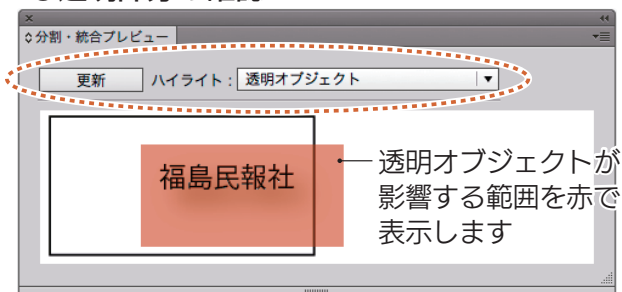 分割・統合プレビュー
更新 ハイライト： 透明オブジェクト
福島民報社
透明オブジェクトが
影響する範囲を赤で
表示します